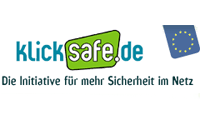 klicksafe.de
Die Initiative für mehr Sicherheit im Netz